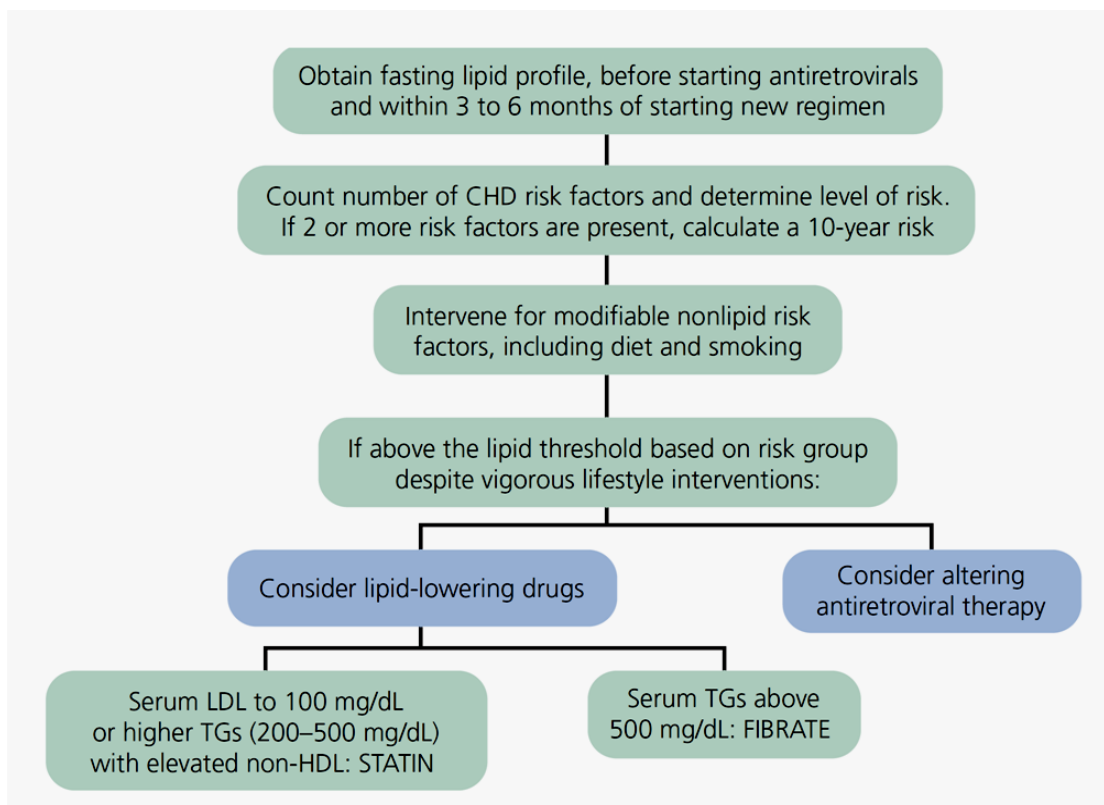 Obtain fasting lipid profile, before starting antiretrovirals
and within 3 to 6 months of starting new regimen
Count number of CHD risk factors and determine level of risk.
If 2 or more risk factors are present, calculate a 10-year risk
Intervene for modifiable nonlipid risk
factors, including diet and smoking
If above the lipid threshold based on risk group
despite vigorous lifestyle interventions:
Consider lipid-lowering drugs
Consider altering
antiretroviral therapy
Serum LDL to 100 mg/dL
or higher TGs (200–500 mg/dL)
with elevated non-HDL: STATIN
Serum TGs above
500 mg/dL: FIBRATE